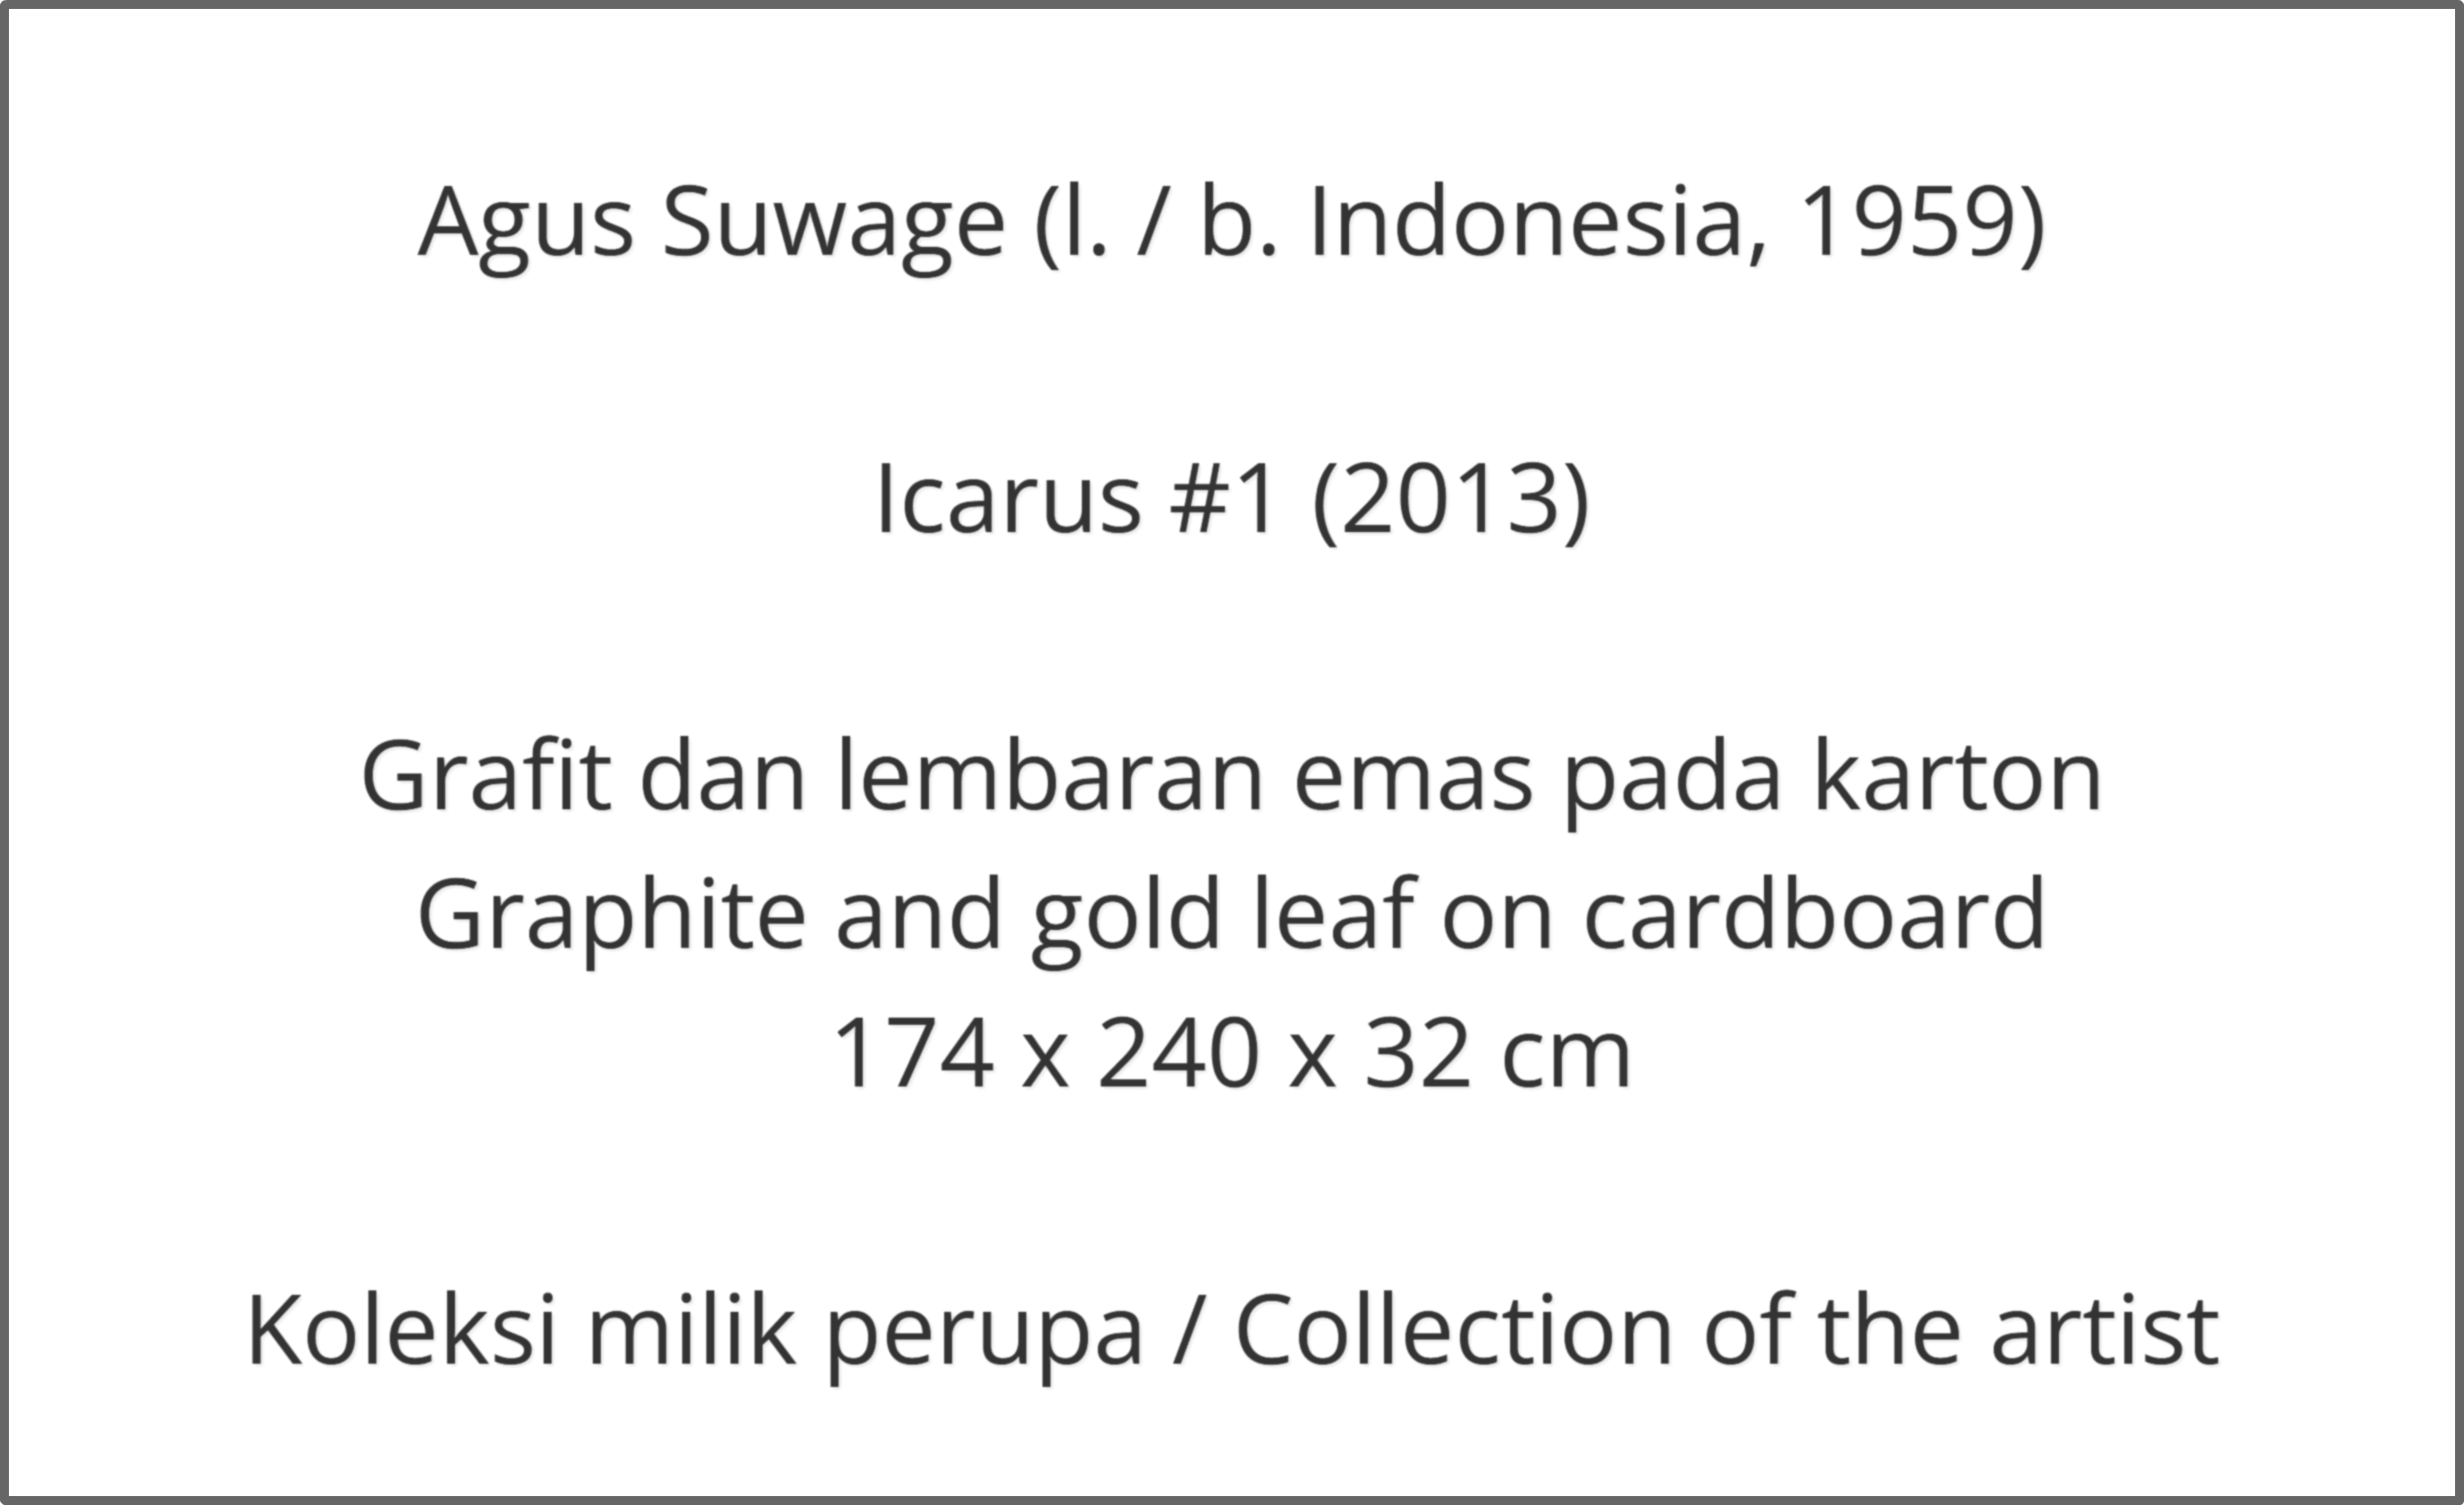 Agus Suwage (l. / b. Indonesia, 1959)
Icarus #1 (2013)
Grafit dan lembaran emas pada karton
Graphite and gold leaf on cardboard
174 x 240 x 32 cm
Koleksi milik perupa / Collection of the artist